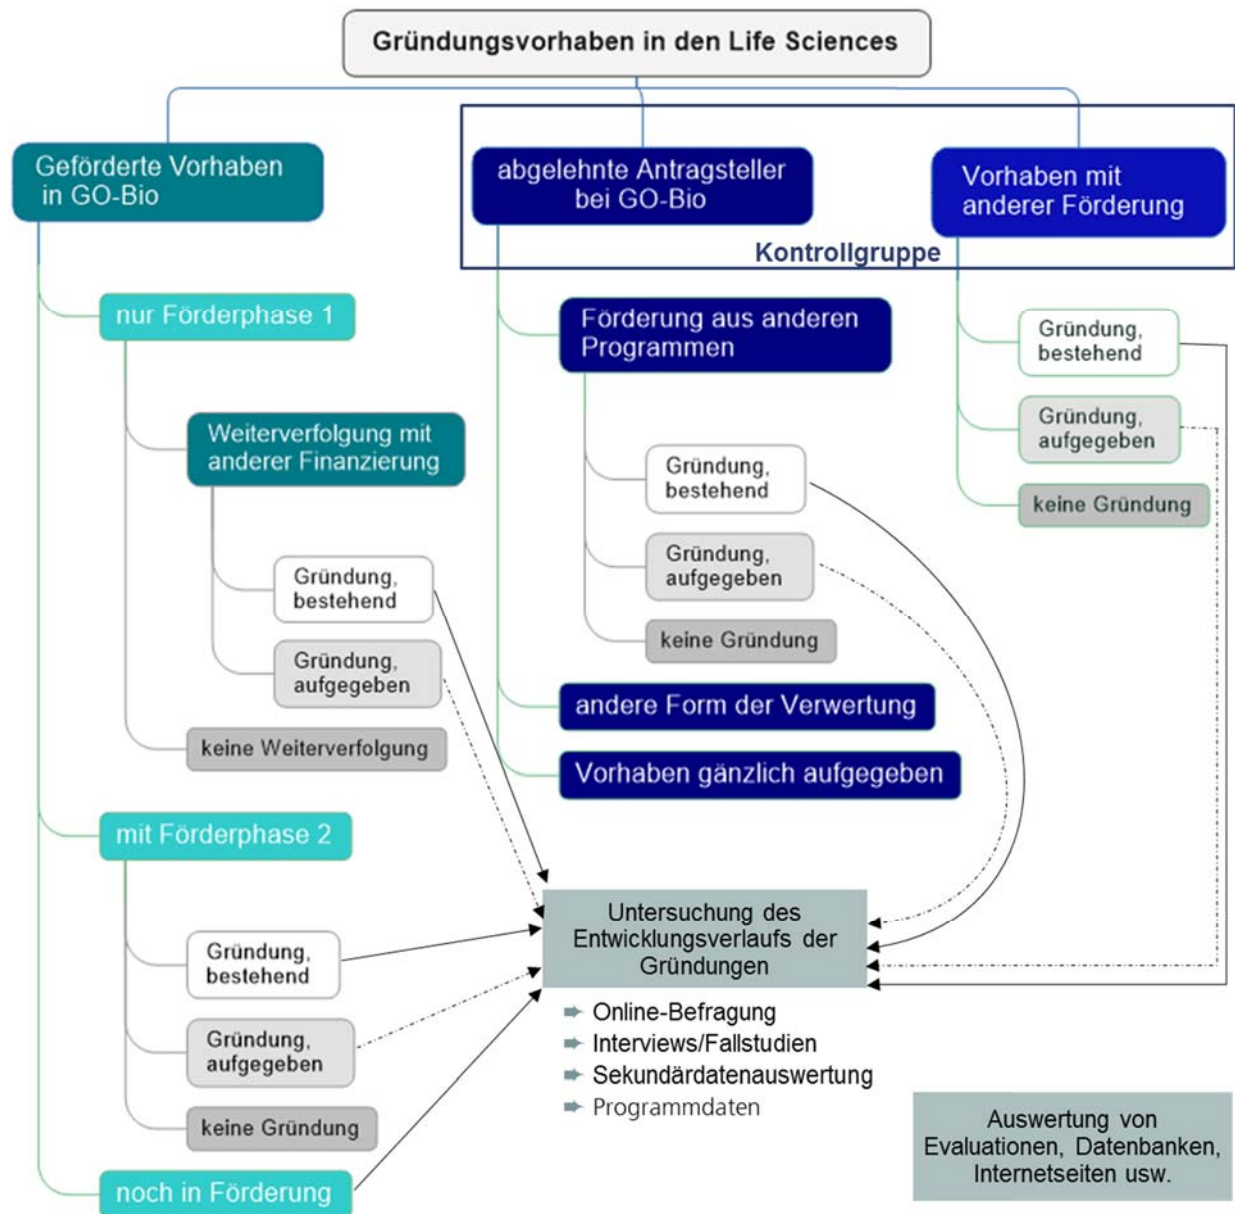 Gründungsvorhaben in den Life Sciences
Geförderte Vorhaben
in GO-Bio
nur Förderphase 1
Weiterverfolgung mit
anderer Finanzierung
Gründung,
bestehend
Gründung,
aufgegeben
keine Weiterverfolgung
mit Förderphase 2
Gründung,
bestehend
Gründung,
aufgegeben
keine Gründung
noch in Förderung
abgelehnte Antragsteller
bei GO-Bio
Vorhaben mit
anderer Förderung
Kontrollgruppe
Förderung aus anderen
Programmen
Gründung,
bestehend
Gründung,
aufgegeben
keine Gründung
andere Form der Verwertung
Vorhaben gänzlich aufgegeben
Gründung,
bestehend
Gründung,
aufgegeben
keine Gründung
Untersuchung des
Entwicklungsverlaufs der
Gründungen
Online-Befragung
Interviews/Fallstudien
Sekundärdatenauswertung
Programmdaten
Auswertung von
Evaluationen, Datenbanken,
Internetseiten usw.